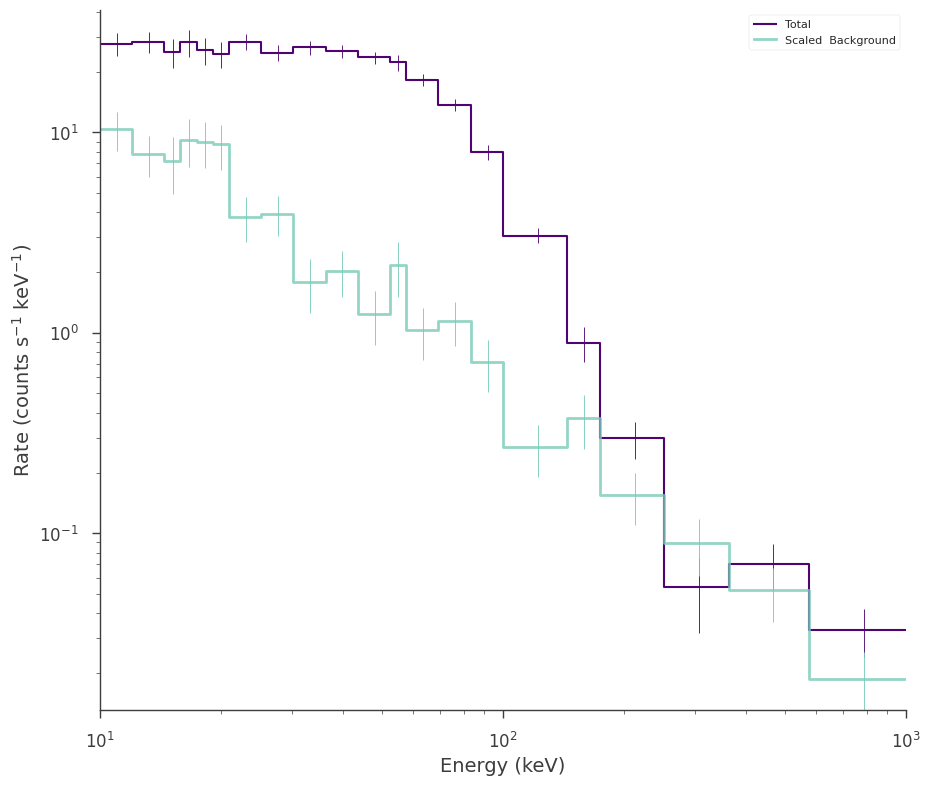 Total
Scaled Background
Rate (counts s⁻¹ keV⁻¹)
10¹
10⁰
10⁻¹
10¹ 10² 10³
Energy (keV)